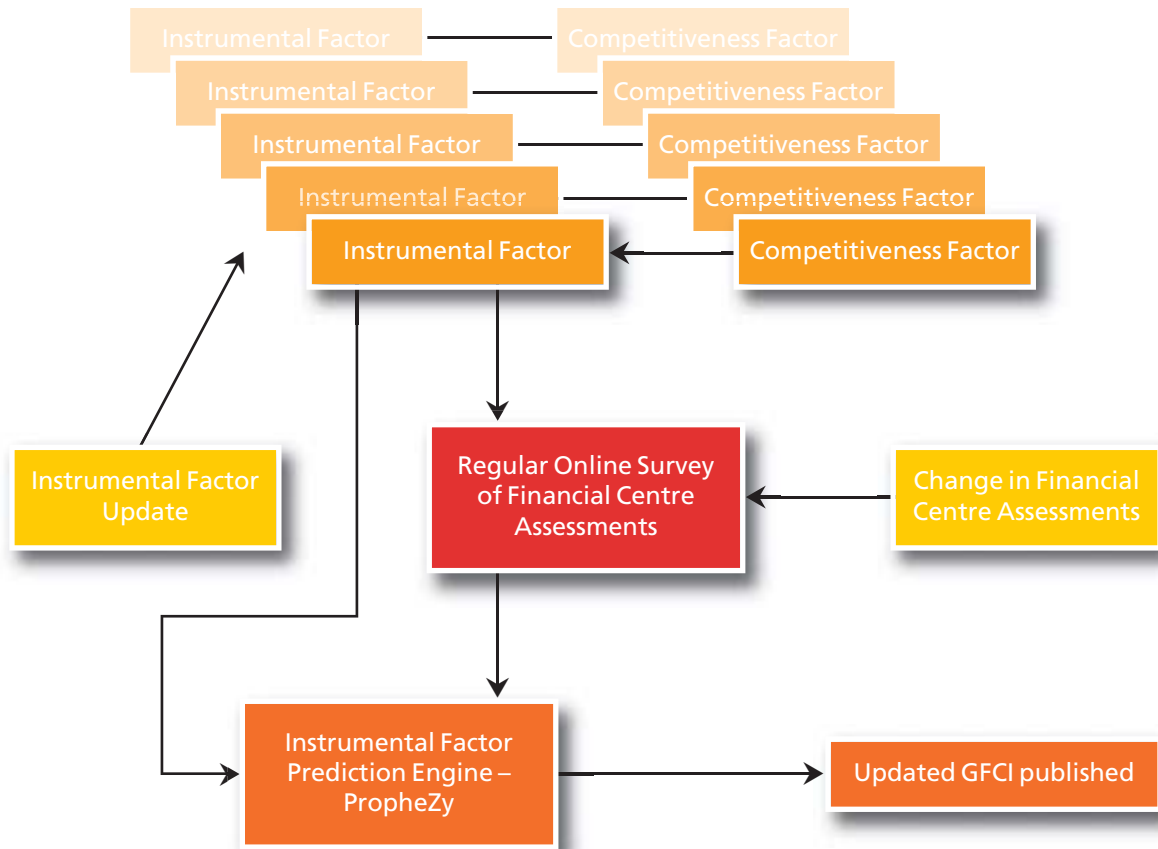 Instrumental Factor
Competitiveness Factor
Instrumental Factor
Competitiveness Factor
Instrumental Factor
Competitiveness Factor
Instrumental Factor
Competitiveness Factor
Instrumental Factor
Competitiveness Factor
Instrumental Factor
Update
Regular Online Survey
of Financial Centre
Assessments
Change in Financial
Centre Assessments
Instrumental Factor
Prediction Engine –
PropheZy
Updated GFCI published